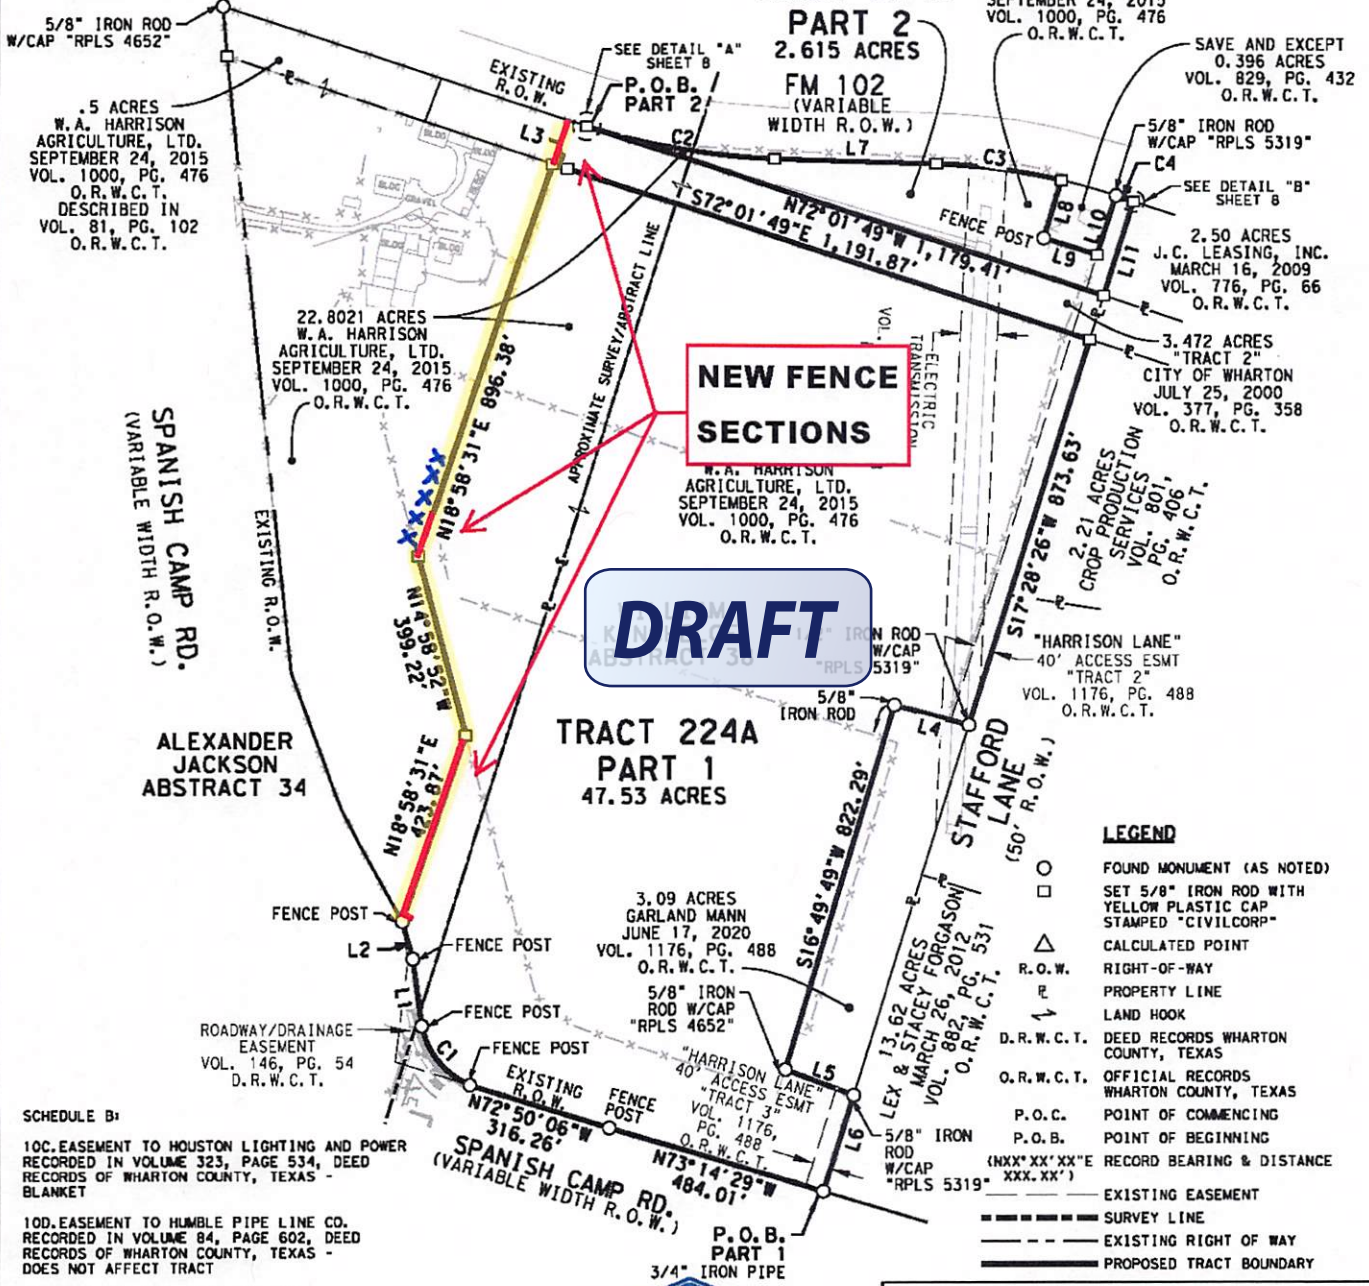 5/8" IRON ROD
W/CAP "RPLS 4652"
.5 ACRES
W.A. HARRISON
AGRICULTURE, LTD.
SEPTEMBER 24, 2015
VOL. 1000, PG. 476
O.R.W.C.T.
DESCRIBED IN
VOL. 81, PG. 102
O.R.W.C.T.
EXISTING
R.O.W.
L3
SEE DETAIL "A"
SHEET 8
P.O.B.
PART 2
PART 2
2.615 ACRES
FM 102
(VARIABLE
WIDTH R.O.W.)
SEPTEMBER 24, 2015
VOL. 1000, PG. 476
O.R.W.C.T.
SAVE AND EXCEPT
0.396 ACRES
VOL. 829, PG. 432
O.R.W.C.T.
5/8" IRON ROD
W/CAP "RPLS 5319"
C4
SEE DETAIL "B"
SHEET 8
C2
L7
C3
L8
L10
L9
L11
FENCE POST
N72°01'49"W 1,179.41'
S72°01'49"E 1,191.87'
2.50 ACRES
J.C. LEASING, INC.
MARCH 16, 2009
VOL. 776, PG. 66
O.R.W.C.T.
3.472 ACRES
"TRACT 2"
CITY OF WHARTON
JULY 25, 2000
VOL. 377, PG. 358
O.R.W.C.T.
BLDG
BLDG
BLDG
GRAVEL
BLDG
BLDG
22.8021 ACRES
W.A. HARRISON
AGRICULTURE, LTD.
SEPTEMBER 24, 2015
VOL. 1000, PG. 476
O.R.W.C.T.
N18°58'31"E 896.38'
APPROXIMATE SURVEY/ABSTRACT LINE
VOL.
ELECTRIC
TRANSMISSION
NEW FENCE
SECTIONS
W.A. HARRISON
AGRICULTURE, LTD.
SEPTEMBER 24, 2015
VOL. 1000, PG. 476
O.R.W.C.T.
SPANISH CAMP RD.
(VARIABLE WIDTH R.O.W.)
EXISTING R.O.W.
S17°28'26"W 873.63'
2.21 ACRES
CROP PRODUCTION
SERVICES
VOL. 801,
PG. 406
O.R.W.C.T.
N14°58'52"W
399.22'
DRAFT
ABSTRACT
1/2" IRON ROD
W/CAP
"RPLS 5319"
"HARRISON LANE"
40' ACCESS ESMT
"TRACT 2"
VOL. 1176, PG. 488
O.R.W.C.T.
5/8"
IRON ROD
L4
ALEXANDER
JACKSON
ABSTRACT 34
TRACT 224A
PART 1
47.53 ACRES
STAFFORD
LANE
(50' R.O.W.)
N18°58'31"E
423.87'
S16°49'49"W 822.29'
3.09 ACRES
GARLAND MANN
JUNE 17, 2020
VOL. 1176, PG. 488
O.R.W.C.T.
5/8" IRON
ROD W/CAP
"RPLS 4652"
13.62 ACRES
LEX & STACEY FORGASON
MARCH 26, 2012
VOL. 882, PG. 531
O.R.W.C.T.
FENCE POST
L2
FENCE POST
L1
FENCE POST
ROADWAY/DRAINAGE
EASEMENT
VOL. 146, PG. 54
D.R.W.C.T.
C1
FENCE POST
EXISTING
R.O.W.
N72°50'06"W
316.26'
FENCE
POST
SPANISH CAMP RD.
(VARIABLE WIDTH R.O.W.)
"HARRISON LANE"
40' ACCESS ESMT
"TRACT 3"
VOL. 1176,
PG. 488
O.R.W.C.T.
L5
N73°14'29"W
484.01'
L6
5/8" IRON
ROD
W/CAP
"RPLS 5319"
P.O.B.
PART 1
3/4" IRON PIPE
SCHEDULE B:
10C.EASEMENT TO HOUSTON LIGHTING AND POWER
RECORDED IN VOLUME 323, PAGE 534, DEED
RECORDS OF WHARTON COUNTY, TEXAS -
BLANKET
10D.EASEMENT TO HUMBLE PIPE LINE CO.
RECORDED IN VOLUME 84, PAGE 602, DEED
RECORDS OF WHARTON COUNTY, TEXAS -
DOES NOT AFFECT TRACT
LEGEND
FOUND MONUMENT (AS NOTED)
SET 5/8" IRON ROD WITH
YELLOW PLASTIC CAP
STAMPED "CIVILCORP"
CALCULATED POINT
R.O.W. RIGHT-OF-WAY
PROPERTY LINE
LAND HOOK
D.R.W.C.T. DEED RECORDS WHARTON
COUNTY, TEXAS
O.R.W.C.T. OFFICIAL RECORDS
WHARTON COUNTY, TEXAS
P.O.C. POINT OF COMMENCING
P.O.B. POINT OF BEGINNING
(NXX°XX'XX"E RECORD BEARING & DISTANCE
XXX.XX')
EXISTING EASEMENT
SURVEY LINE
EXISTING RIGHT OF WAY
PROPOSED TRACT BOUNDARY